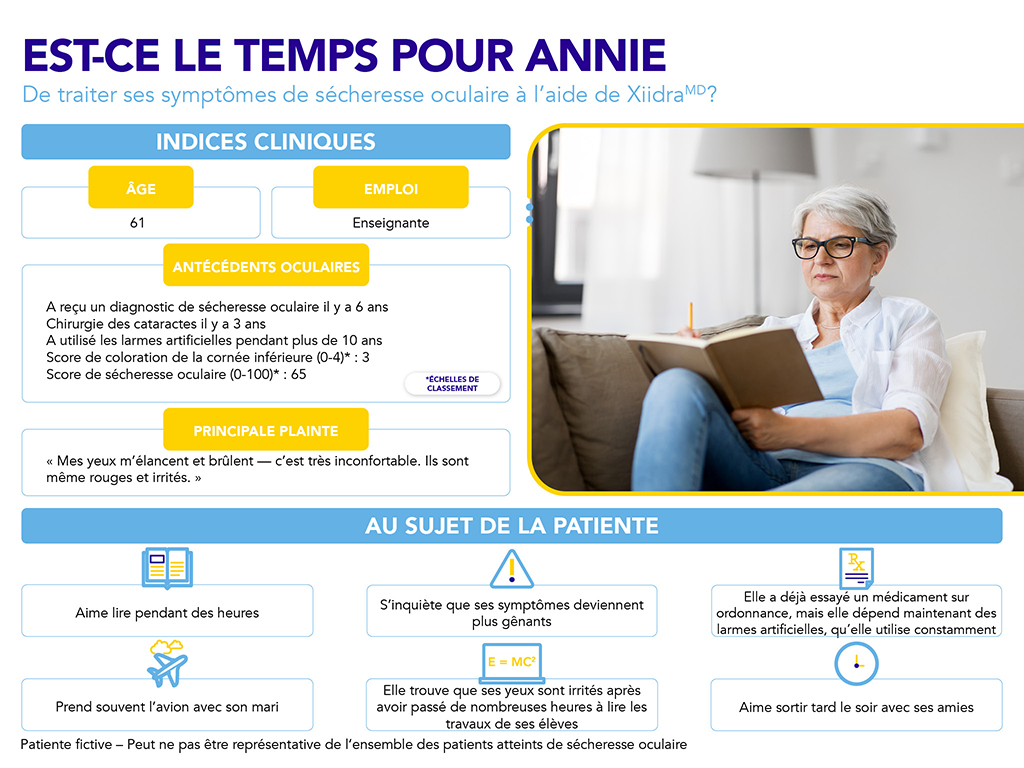 EST-CE LE TEMPS POUR ANNIE
De traiter ses symptômes de sécheresse oculaire à l’aide de Xiidraᴹᴰ?
INDICES CLINIQUES
ÂGE
61
EMPLOI
Enseignante
ANTÉCÉDENTS OCULAIRES
A reçu un diagnostic de sécheresse oculaire il y a 6 ans
Chirurgie des cataractes il y a 3 ans
A utilisé les larmes artificielles pendant plus de 10 ans
Score de coloration de la cornée inférieure (0-4)* : 3
Score de sécheresse oculaire (0-100)* : 65
*ÉCHELLES DE
CLASSEMENT
PRINCIPALE PLAINTE
« Mes yeux m’élancent et brûlent — c’est très inconfortable. Ils sont
même rouges et irrités. »
AU SUJET DE LA PATIENTE
Aime lire pendant des heures
S’inquiète que ses symptômes deviennent
plus gênants
Rx
Elle a déjà essayé un médicament sur
ordonnance, mais elle dépend maintenant des
larmes artificielles, qu’elle utilise constamment
Prend souvent l’avion avec son mari
E = MC²
Elle trouve que ses yeux sont irrités après
avoir passé de nombreuses heures à lire les
travaux de ses élèves
Aime sortir tard le soir avec ses amies
Patiente fictive – Peut ne pas être représentative de l’ensemble des patients atteints de sécheresse oculaire